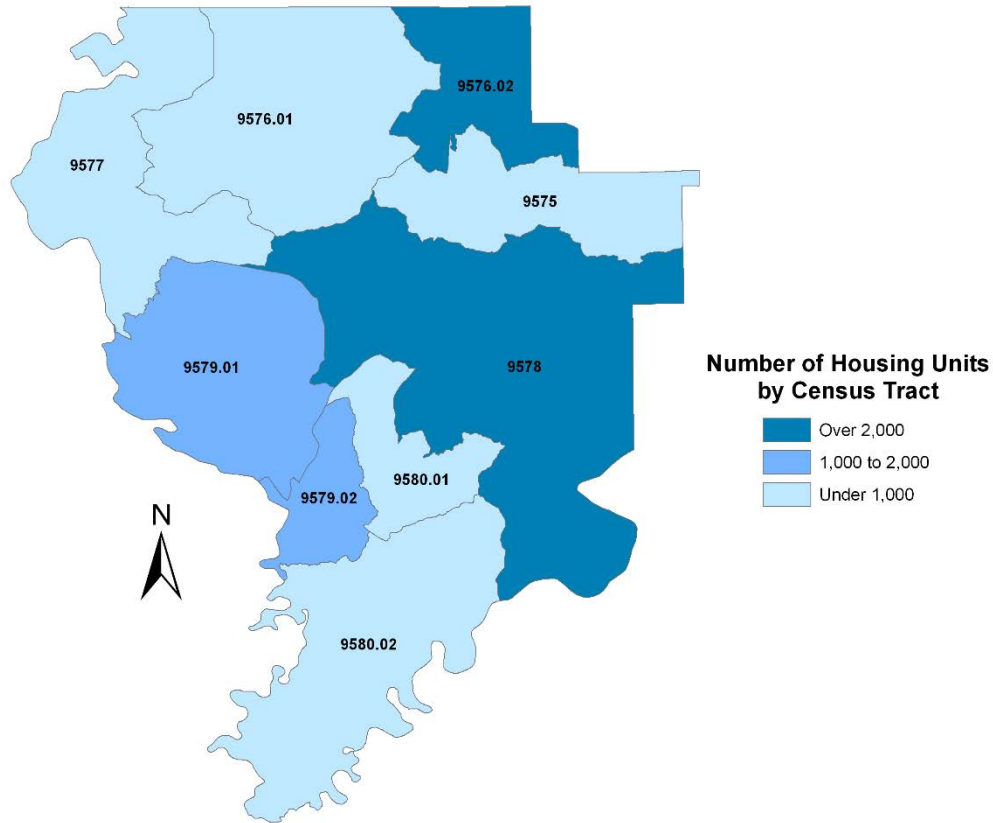 9576.02
9576.01
9577
9575
9579.01
9578
Number of Housing Units
by Census Tract
Over 2,000
1,000 to 2,000
Under 1,000
9580.01
9579.02
N
9580.02